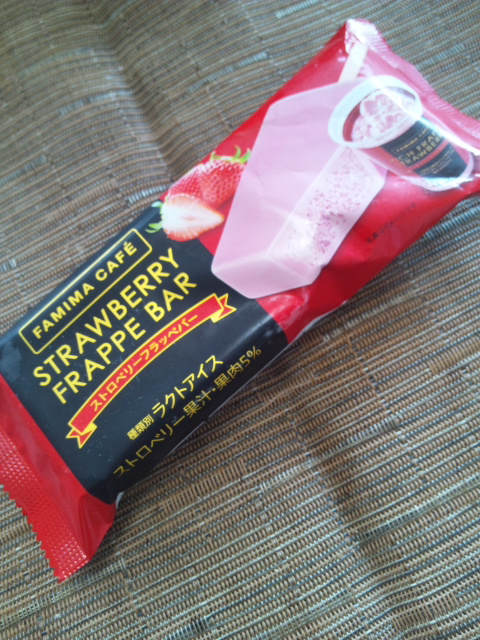 FAMIMA CAFÉ
STRAWBERRY
FRAPPE BAR
ストロベリーフラッペバー
種類別 ラクトアイス
ストロベリー果汁・果肉5%